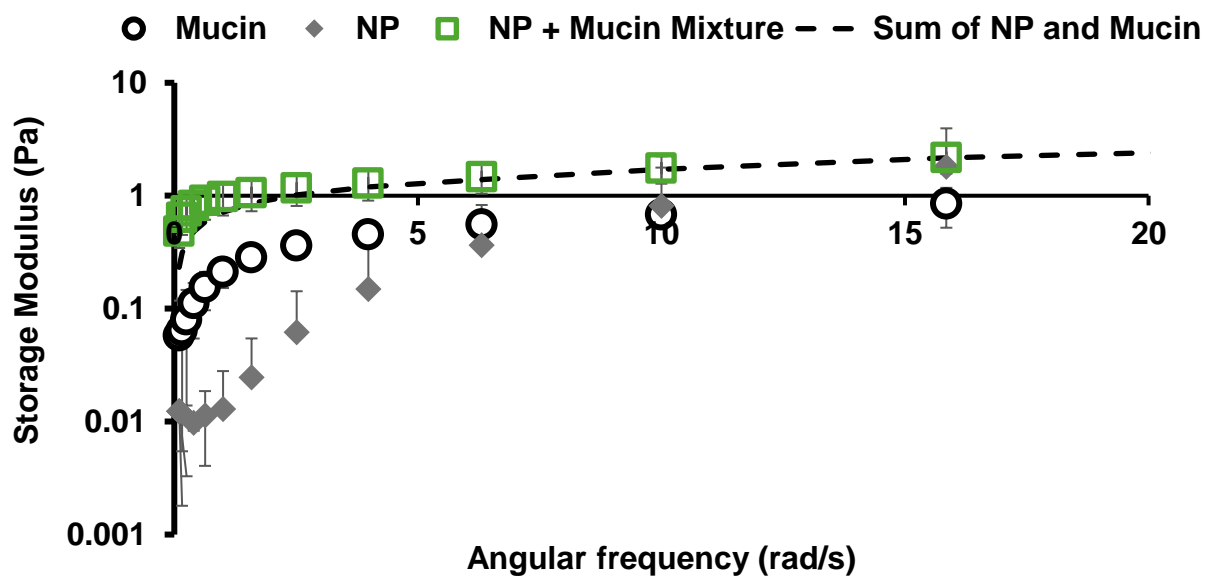 Mucin NP NP + Mucin Mixture Sum of NP and Mucin
10
1
0.1
0.01
0.001
0 5 10 15 20
Storage Modulus (Pa)
Angular frequency (rad/s)